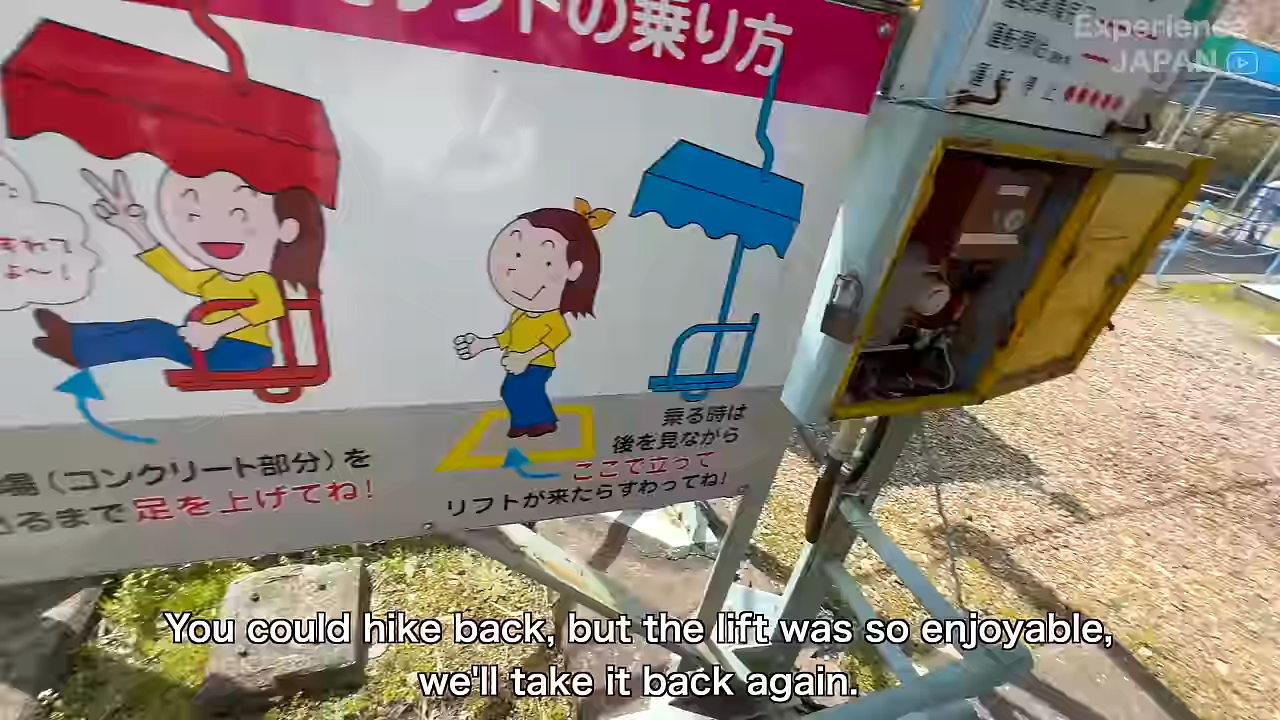 リフトの乗り方
Experience
JAPAN
乗る時は
後を見ながら
ここで立って
リフトが来たらすわってね!
場(コンクリート部分)を
るまで足を上げてね!
You could hike back, but the lift was so enjoyable,
we'll take it back again.